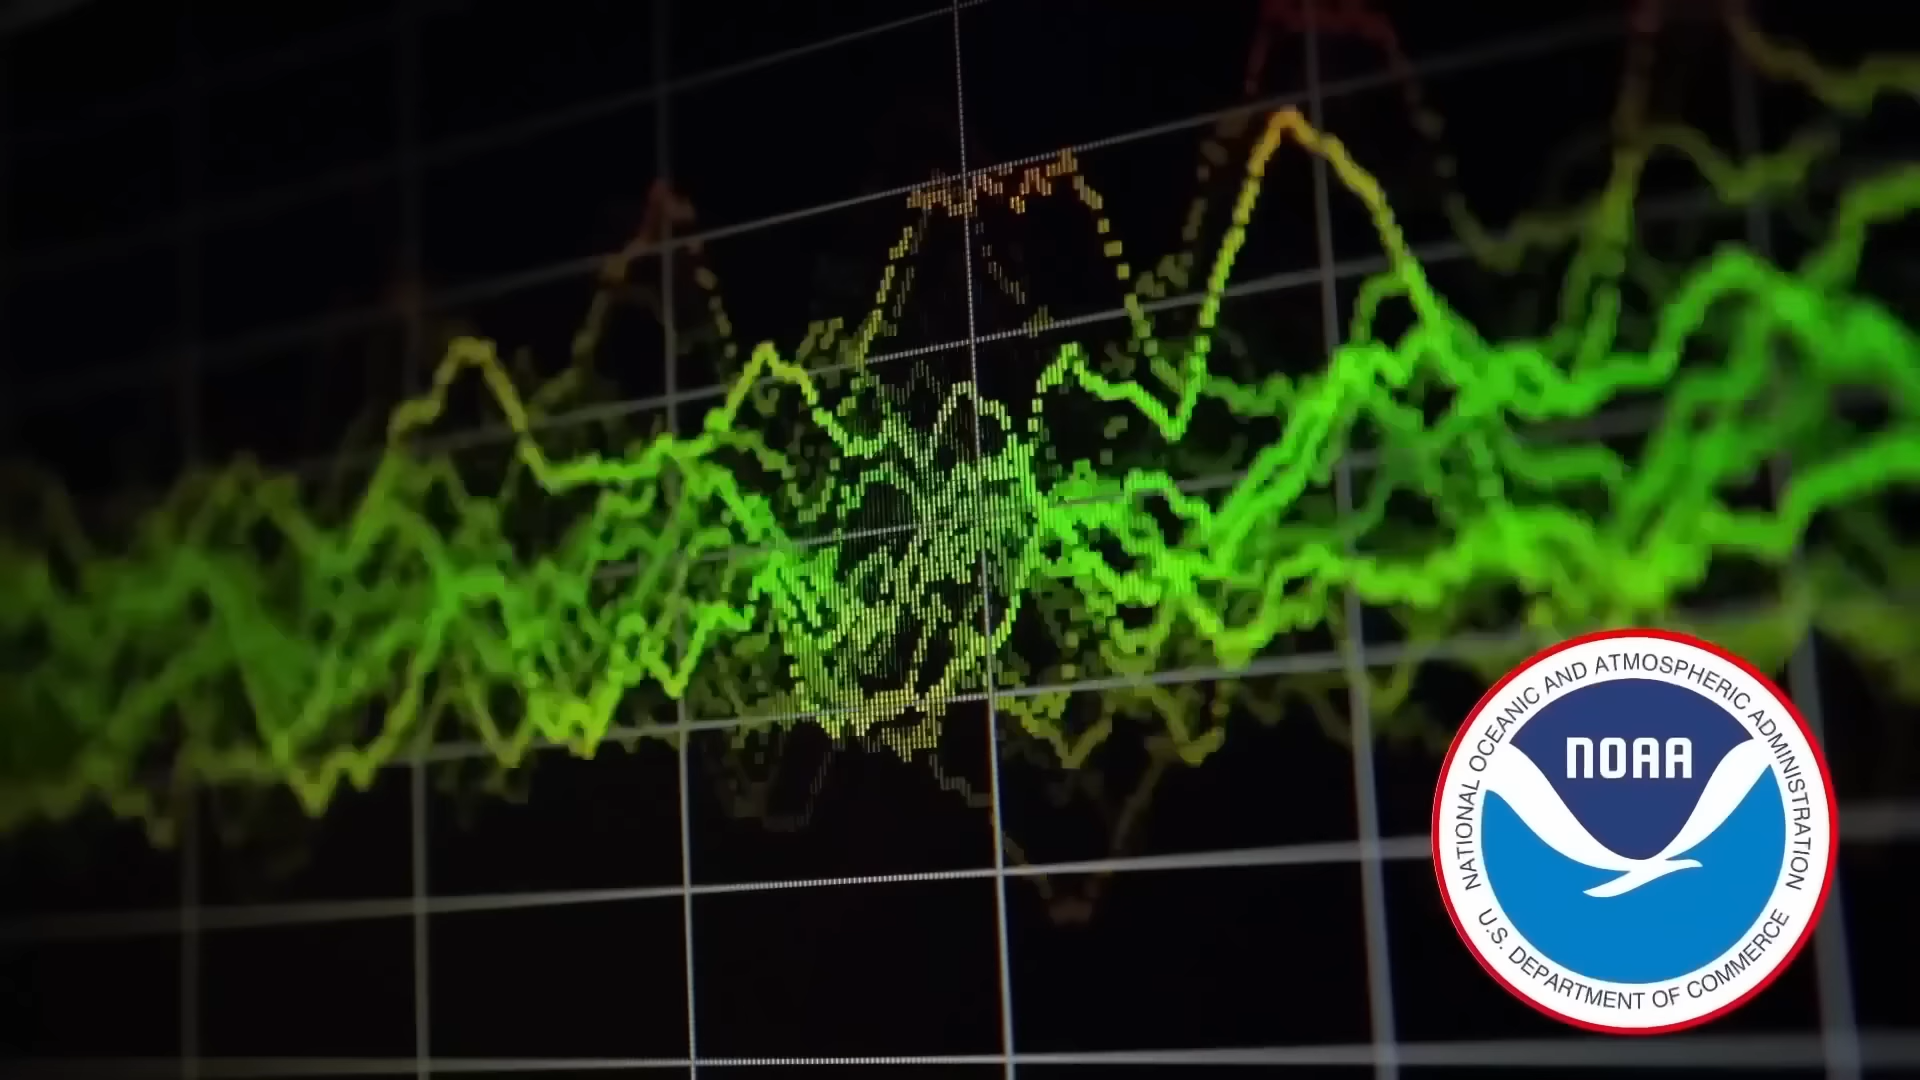 NATIONAL OCEANIC AND ATMOSPHERIC ADMINISTRATION
NOAA
U.S. DEPARTMENT OF COMMERCE